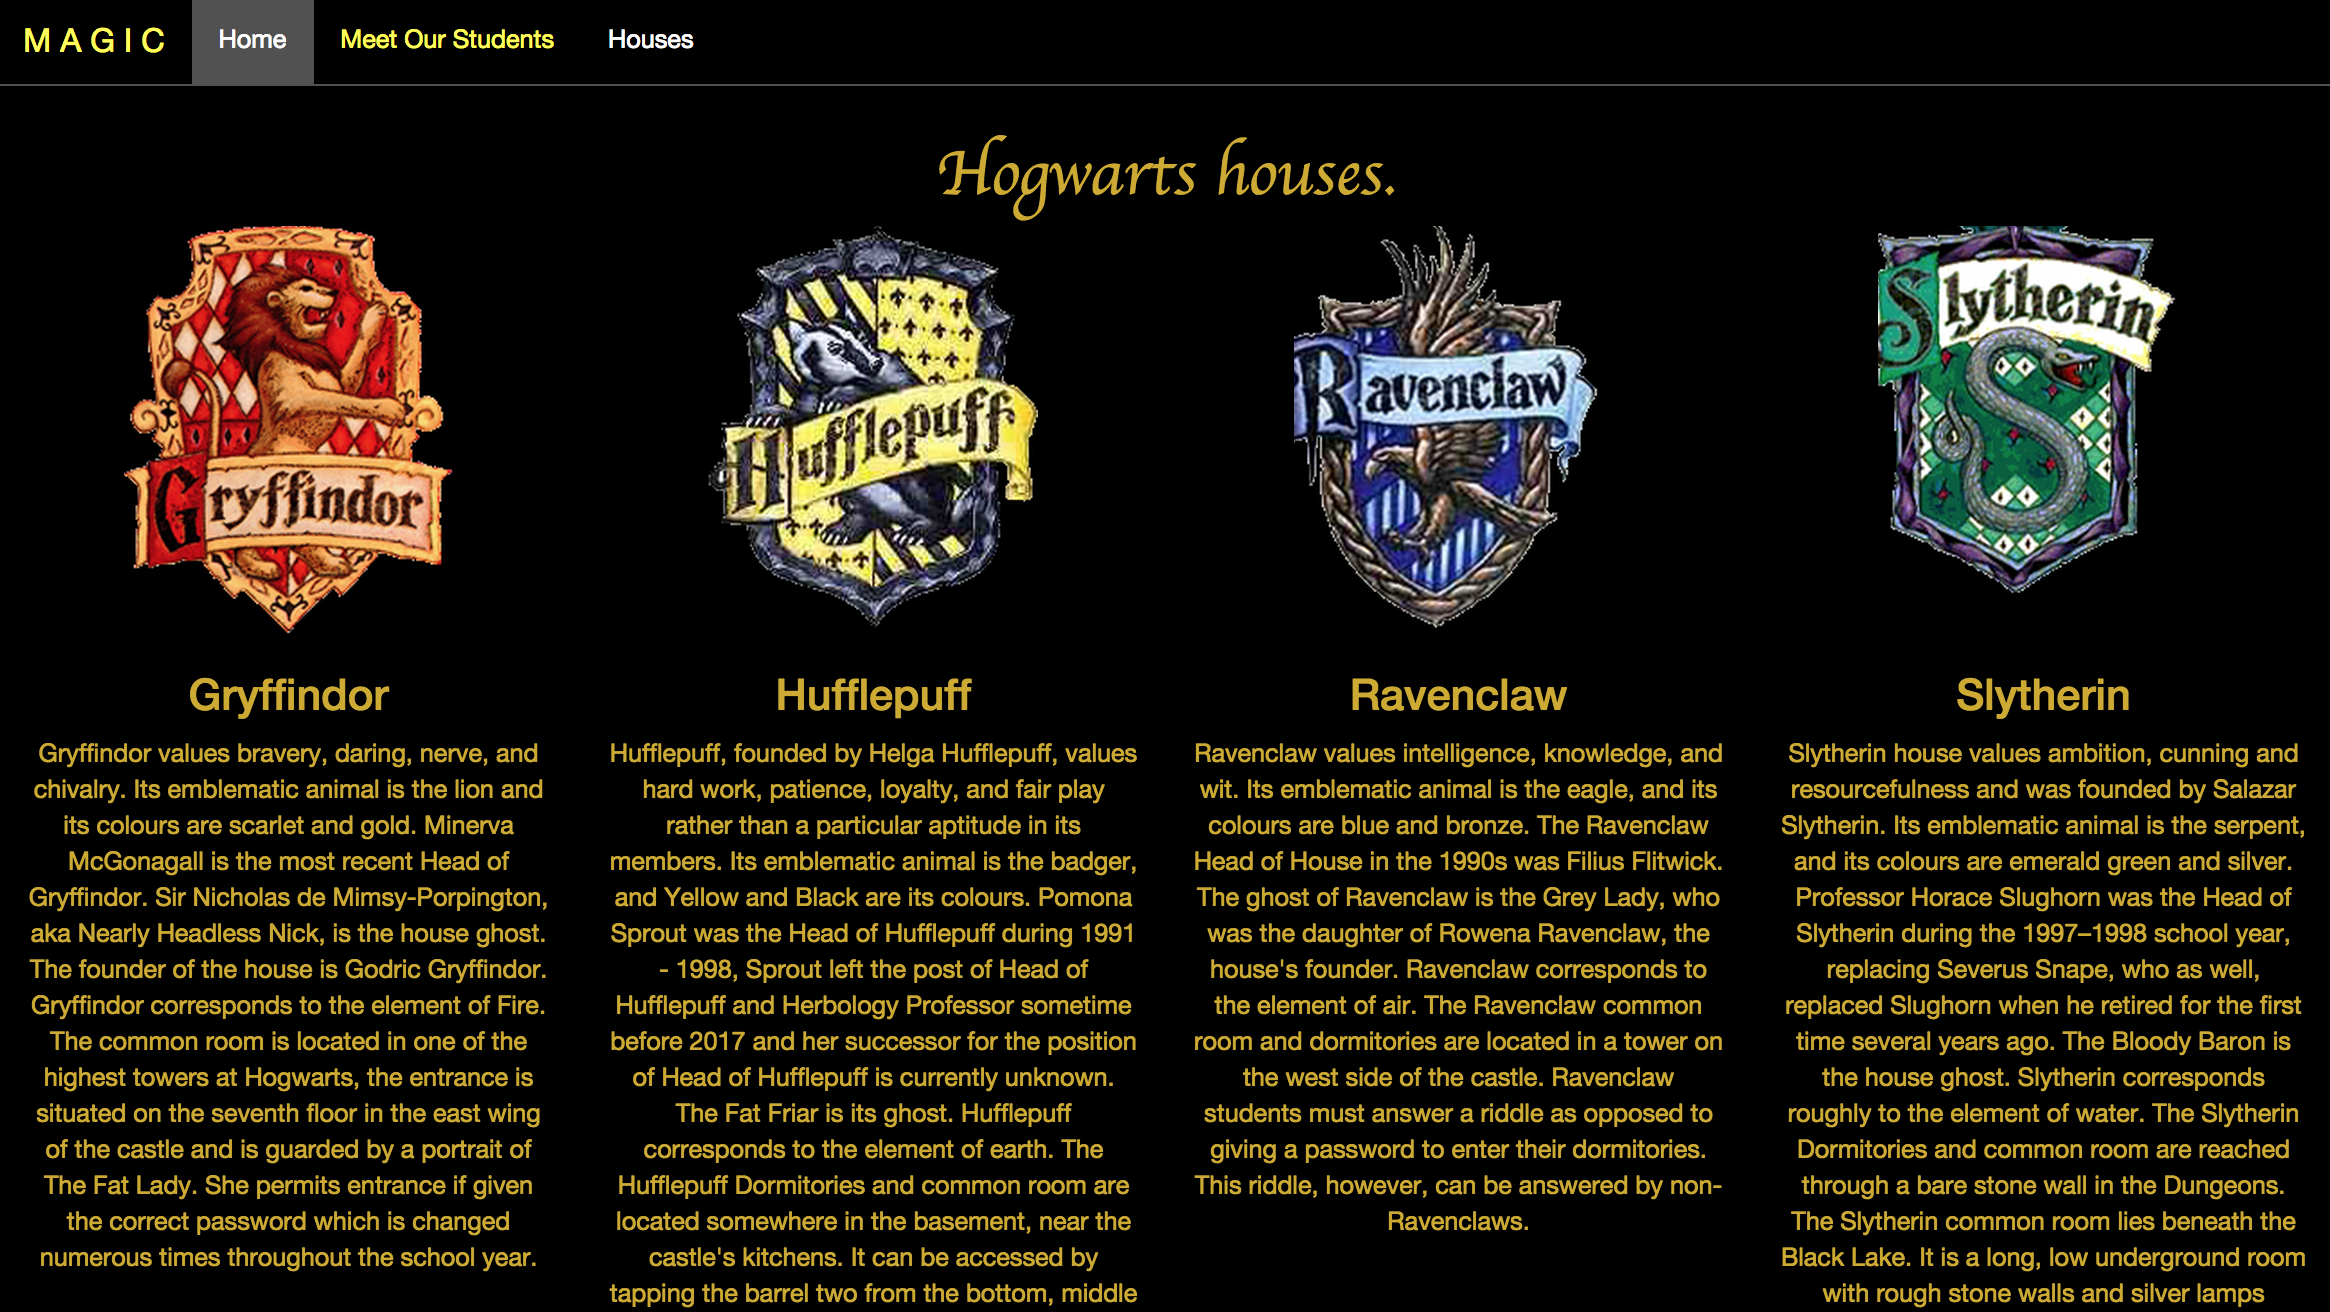 MAGIC Home Meet Our Students Houses
Hogwarts houses.
Gryffindor
Hufflepuff
Ravenclaw
Slytherin
Gryffindor
Gryffindor values bravery, daring, nerve, and
chivalry. Its emblematic animal is the lion and
its colours are scarlet and gold. Minerva
McGonagall is the most recent Head of
Gryffindor. Sir Nicholas de Mimsy-Porpington,
aka Nearly Headless Nick, is the house ghost.
The founder of the house is Godric Gryffindor.
Gryffindor corresponds to the element of Fire.
The common room is located in one of the
highest towers at Hogwarts, the entrance is
situated on the seventh floor in the east wing
of the castle and is guarded by a portrait of
The Fat Lady. She permits entrance if given
the correct password which is changed
numerous times throughout the school year.
Hufflepuff
Hufflepuff, founded by Helga Hufflepuff, values
hard work, patience, loyalty, and fair play
rather than a particular aptitude in its
members. Its emblematic animal is the badger,
and Yellow and Black are its colours. Pomona
Sprout was the Head of Hufflepuff during 1991
- 1998, Sprout left the post of Head of
Hufflepuff and Herbology Professor sometime
before 2017 and her successor for the position
of Head of Hufflepuff is currently unknown.
The Fat Friar is its ghost. Hufflepuff
corresponds to the element of earth. The
Hufflepuff Dormitories and common room are
located somewhere in the basement, near the
castle's kitchens. It can be accessed by
tapping the barrel two from the bottom, middle
Ravenclaw
Ravenclaw values intelligence, knowledge, and
wit. Its emblematic animal is the eagle, and its
colours are blue and bronze. The Ravenclaw
Head of House in the 1990s was Filius Flitwick.
The ghost of Ravenclaw is the Grey Lady, who
was the daughter of Rowena Ravenclaw, the
house's founder. Ravenclaw corresponds to
the element of air. The Ravenclaw common
room and dormitories are located in a tower on
the west side of the castle. Ravenclaw
students must answer a riddle as opposed to
giving a password to enter their dormitories.
This riddle, however, can be answered by non-
Ravenclaws.
Slytherin
Slytherin house values ambition, cunning and
resourcefulness and was founded by Salazar
Slytherin. Its emblematic animal is the serpent,
and its colours are emerald green and silver.
Professor Horace Slughorn was the Head of
Slytherin during the 1997–1998 school year,
replacing Severus Snape, who as well,
replaced Slughorn when he retired for the first
time several years ago. The Bloody Baron is
the house ghost. Slytherin corresponds
roughly to the element of water. The Slytherin
Dormitories and common room are reached
through a bare stone wall in the Dungeons.
The Slytherin common room lies beneath the
Black Lake. It is a long, low underground room
with rough stone walls and silver lamps